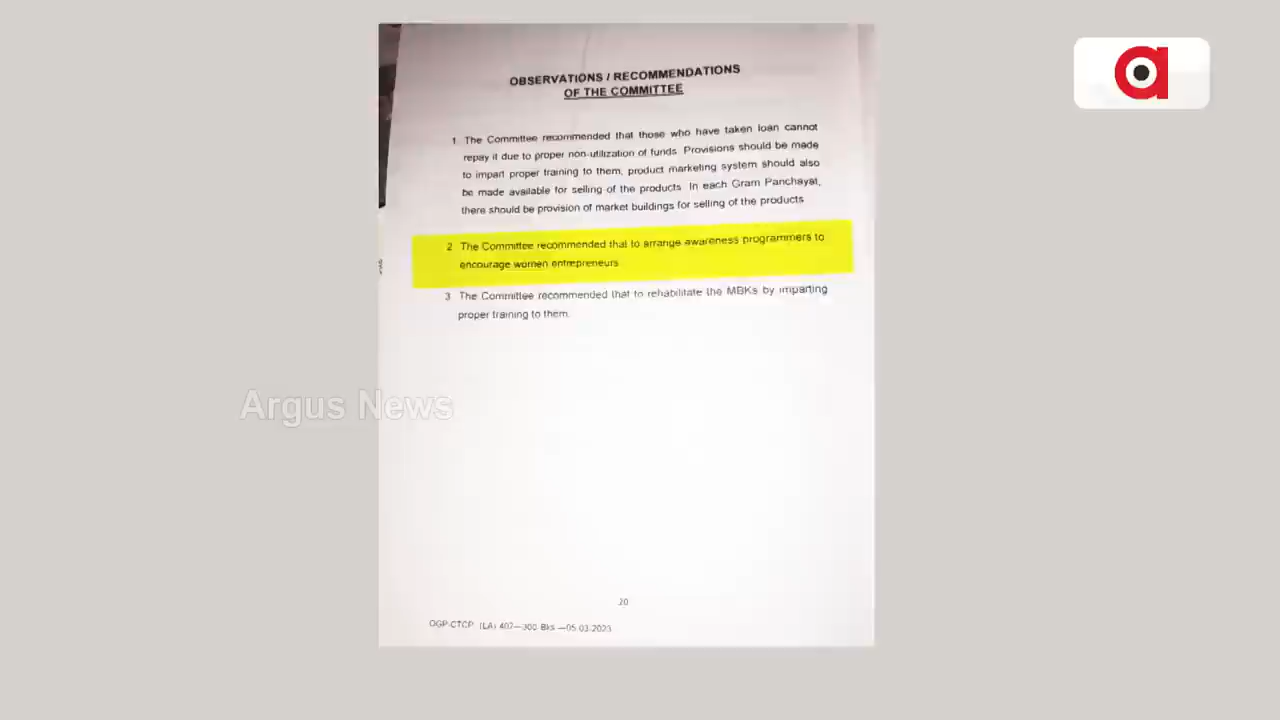 OBSERVATIONS / RECOMMENDATIONS
OF THE COMMITTEE
1 The Committee recommended that those who have taken loan cannot
repay it due to proper non-utilization of funds. Provisions should be made
to impart proper training to them, product marketing system should also
be made available for selling of the products. In each Gram Panchayat,
there should be provision of market buildings for selling of the products
2 The Committee recommended that to arrange awareness programmers to
encourage women entrepreneurs
3 The Committee recommended that to rehabilitate the MBKs by imparting
proper training to them.
Argus News
20
OGP-CTCP (LA) 407—300 Bks —05.03.2023